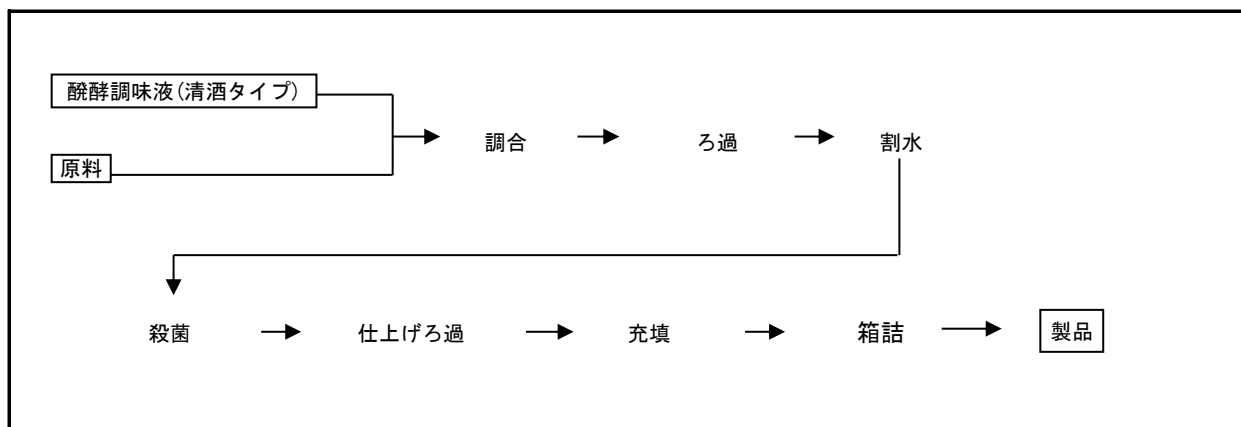 醗酵調味液(清酒タイプ)
原料
調合
ろ過
割水
殺菌
仕上げろ過
充填
箱詰
製品